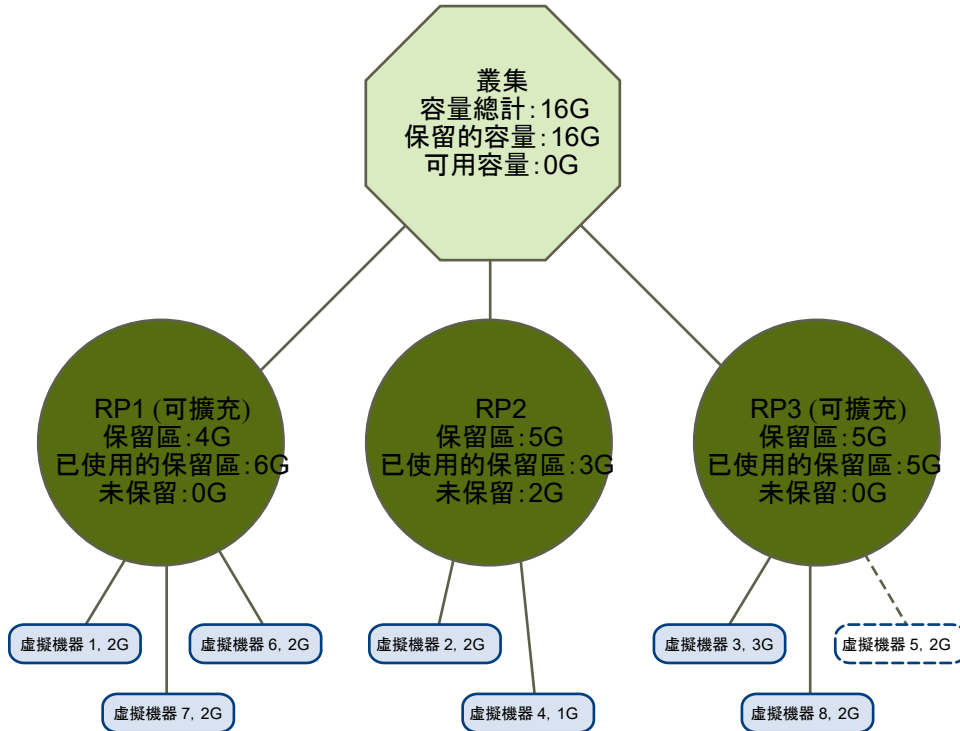 叢集
容量總計:16G
保留的容量:16G
可用容量:0G
RP1 (可擴充)
保留區:4G
已使用的保留區:6G
未保留:0G
RP2
保留區:5G
已使用的保留區:3G
未保留:2G
RP3 (可擴充)
保留區:5G
已使用的保留區:5G
未保留:0G
虛擬機器 1, 2G
虛擬機器 6, 2G
虛擬機器 2, 2G
虛擬機器 3, 3G
虛擬機器 5, 2G
虛擬機器 7, 2G
虛擬機器 4, 1G
虛擬機器 8, 2G